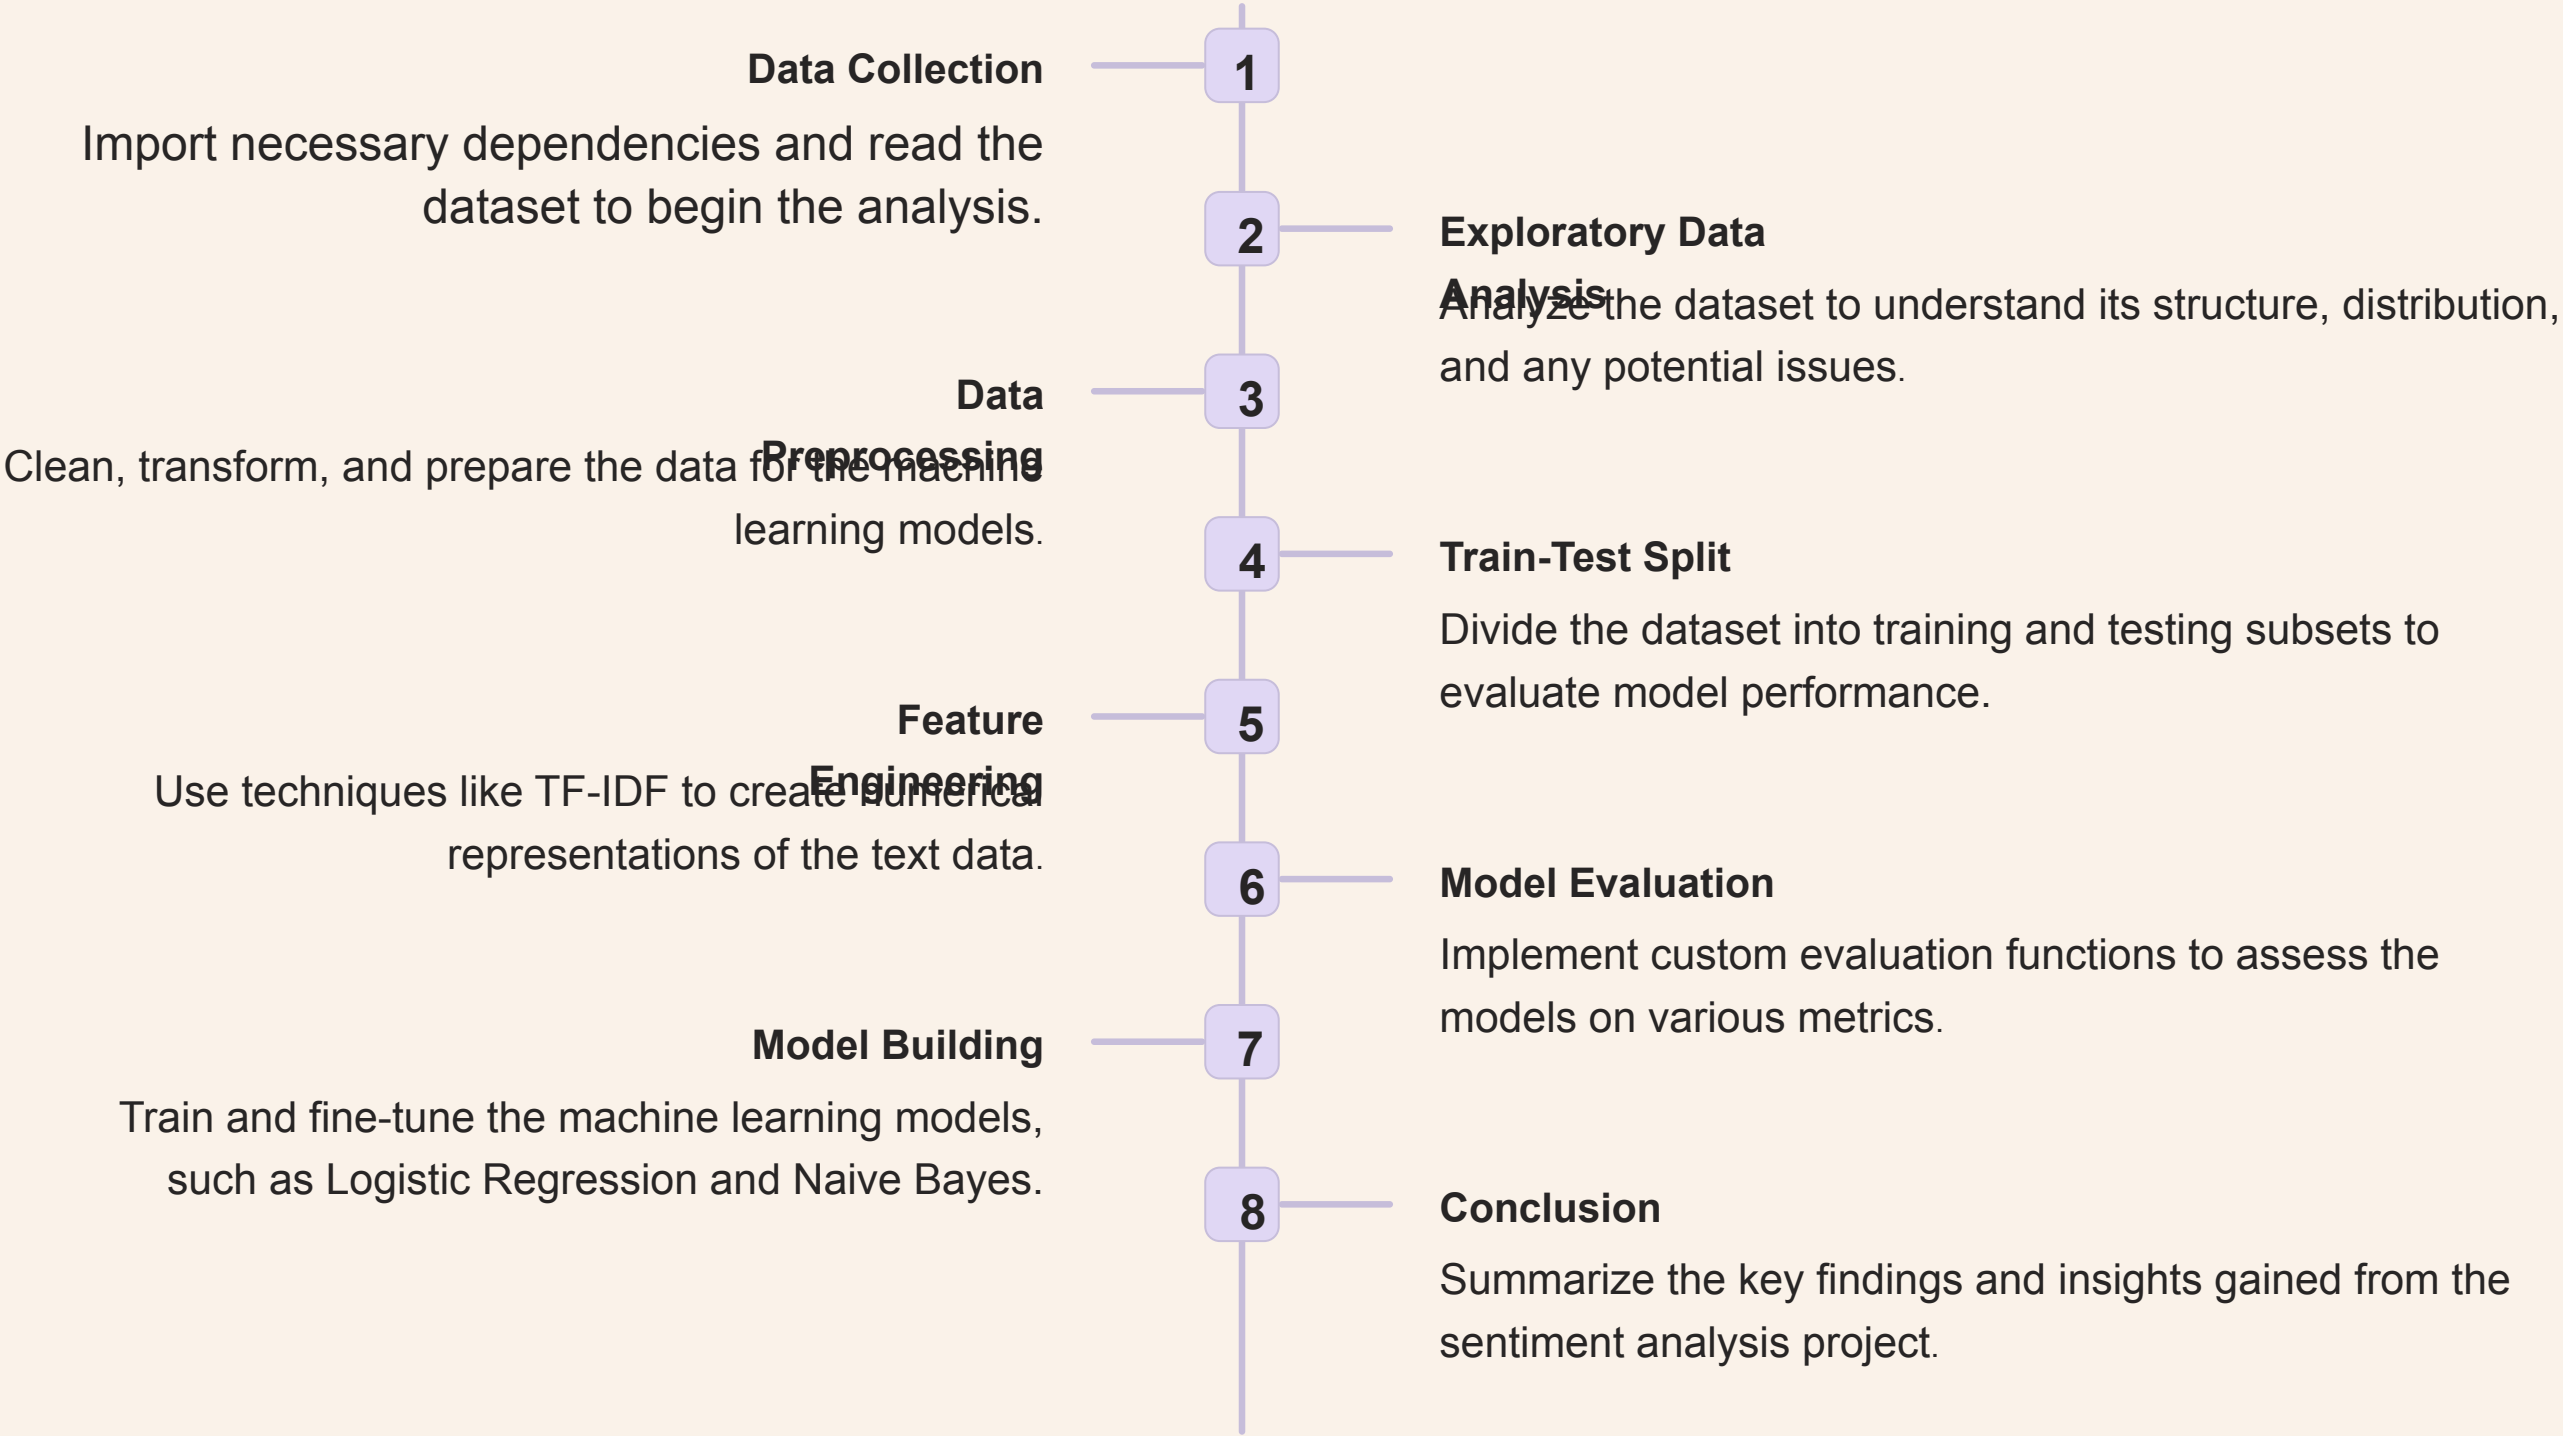 1
Data Collection
Import necessary dependencies and read the
dataset to begin the analysis.
2
Exploratory Data
Analysis
Analyze the dataset to understand its structure, distribution,
and any potential issues.
3
Data
Preprocessing
Clean, transform, and prepare the data for the machine
learning models.
4
Train-Test Split
Divide the dataset into training and testing subsets to
evaluate model performance.
5
Feature
Engineering
Use techniques like TF-IDF to create numerical
representations of the text data.
6
Model Evaluation
Implement custom evaluation functions to assess the
models on various metrics.
7
Model Building
Train and fine-tune the machine learning models,
such as Logistic Regression and Naive Bayes.
8
Conclusion
Summarize the key findings and insights gained from the
sentiment analysis project.